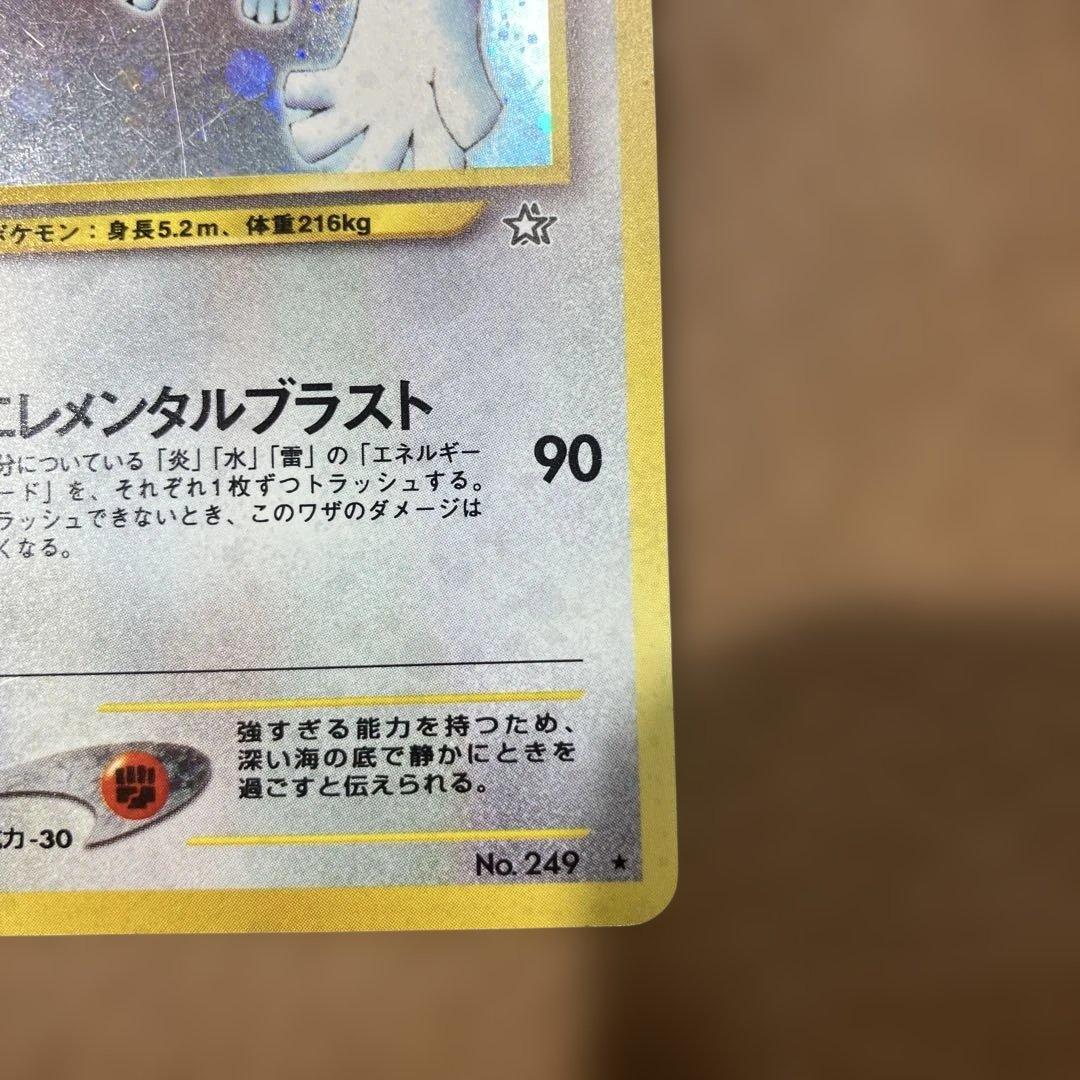 ポケモン：身長5.2m、体重216kg
エレメンタルブラスト
分についている「炎」「水」「雷」の「エネルギー
ード」を、それぞれ1枚ずつトラッシュする。
ラッシュできないとき、このワザのダメージは
くなる。
90
強すぎる能力を持つため、
深い海の底で静かにときを
過ごすと伝えられる。
力-30
No. 249 ★